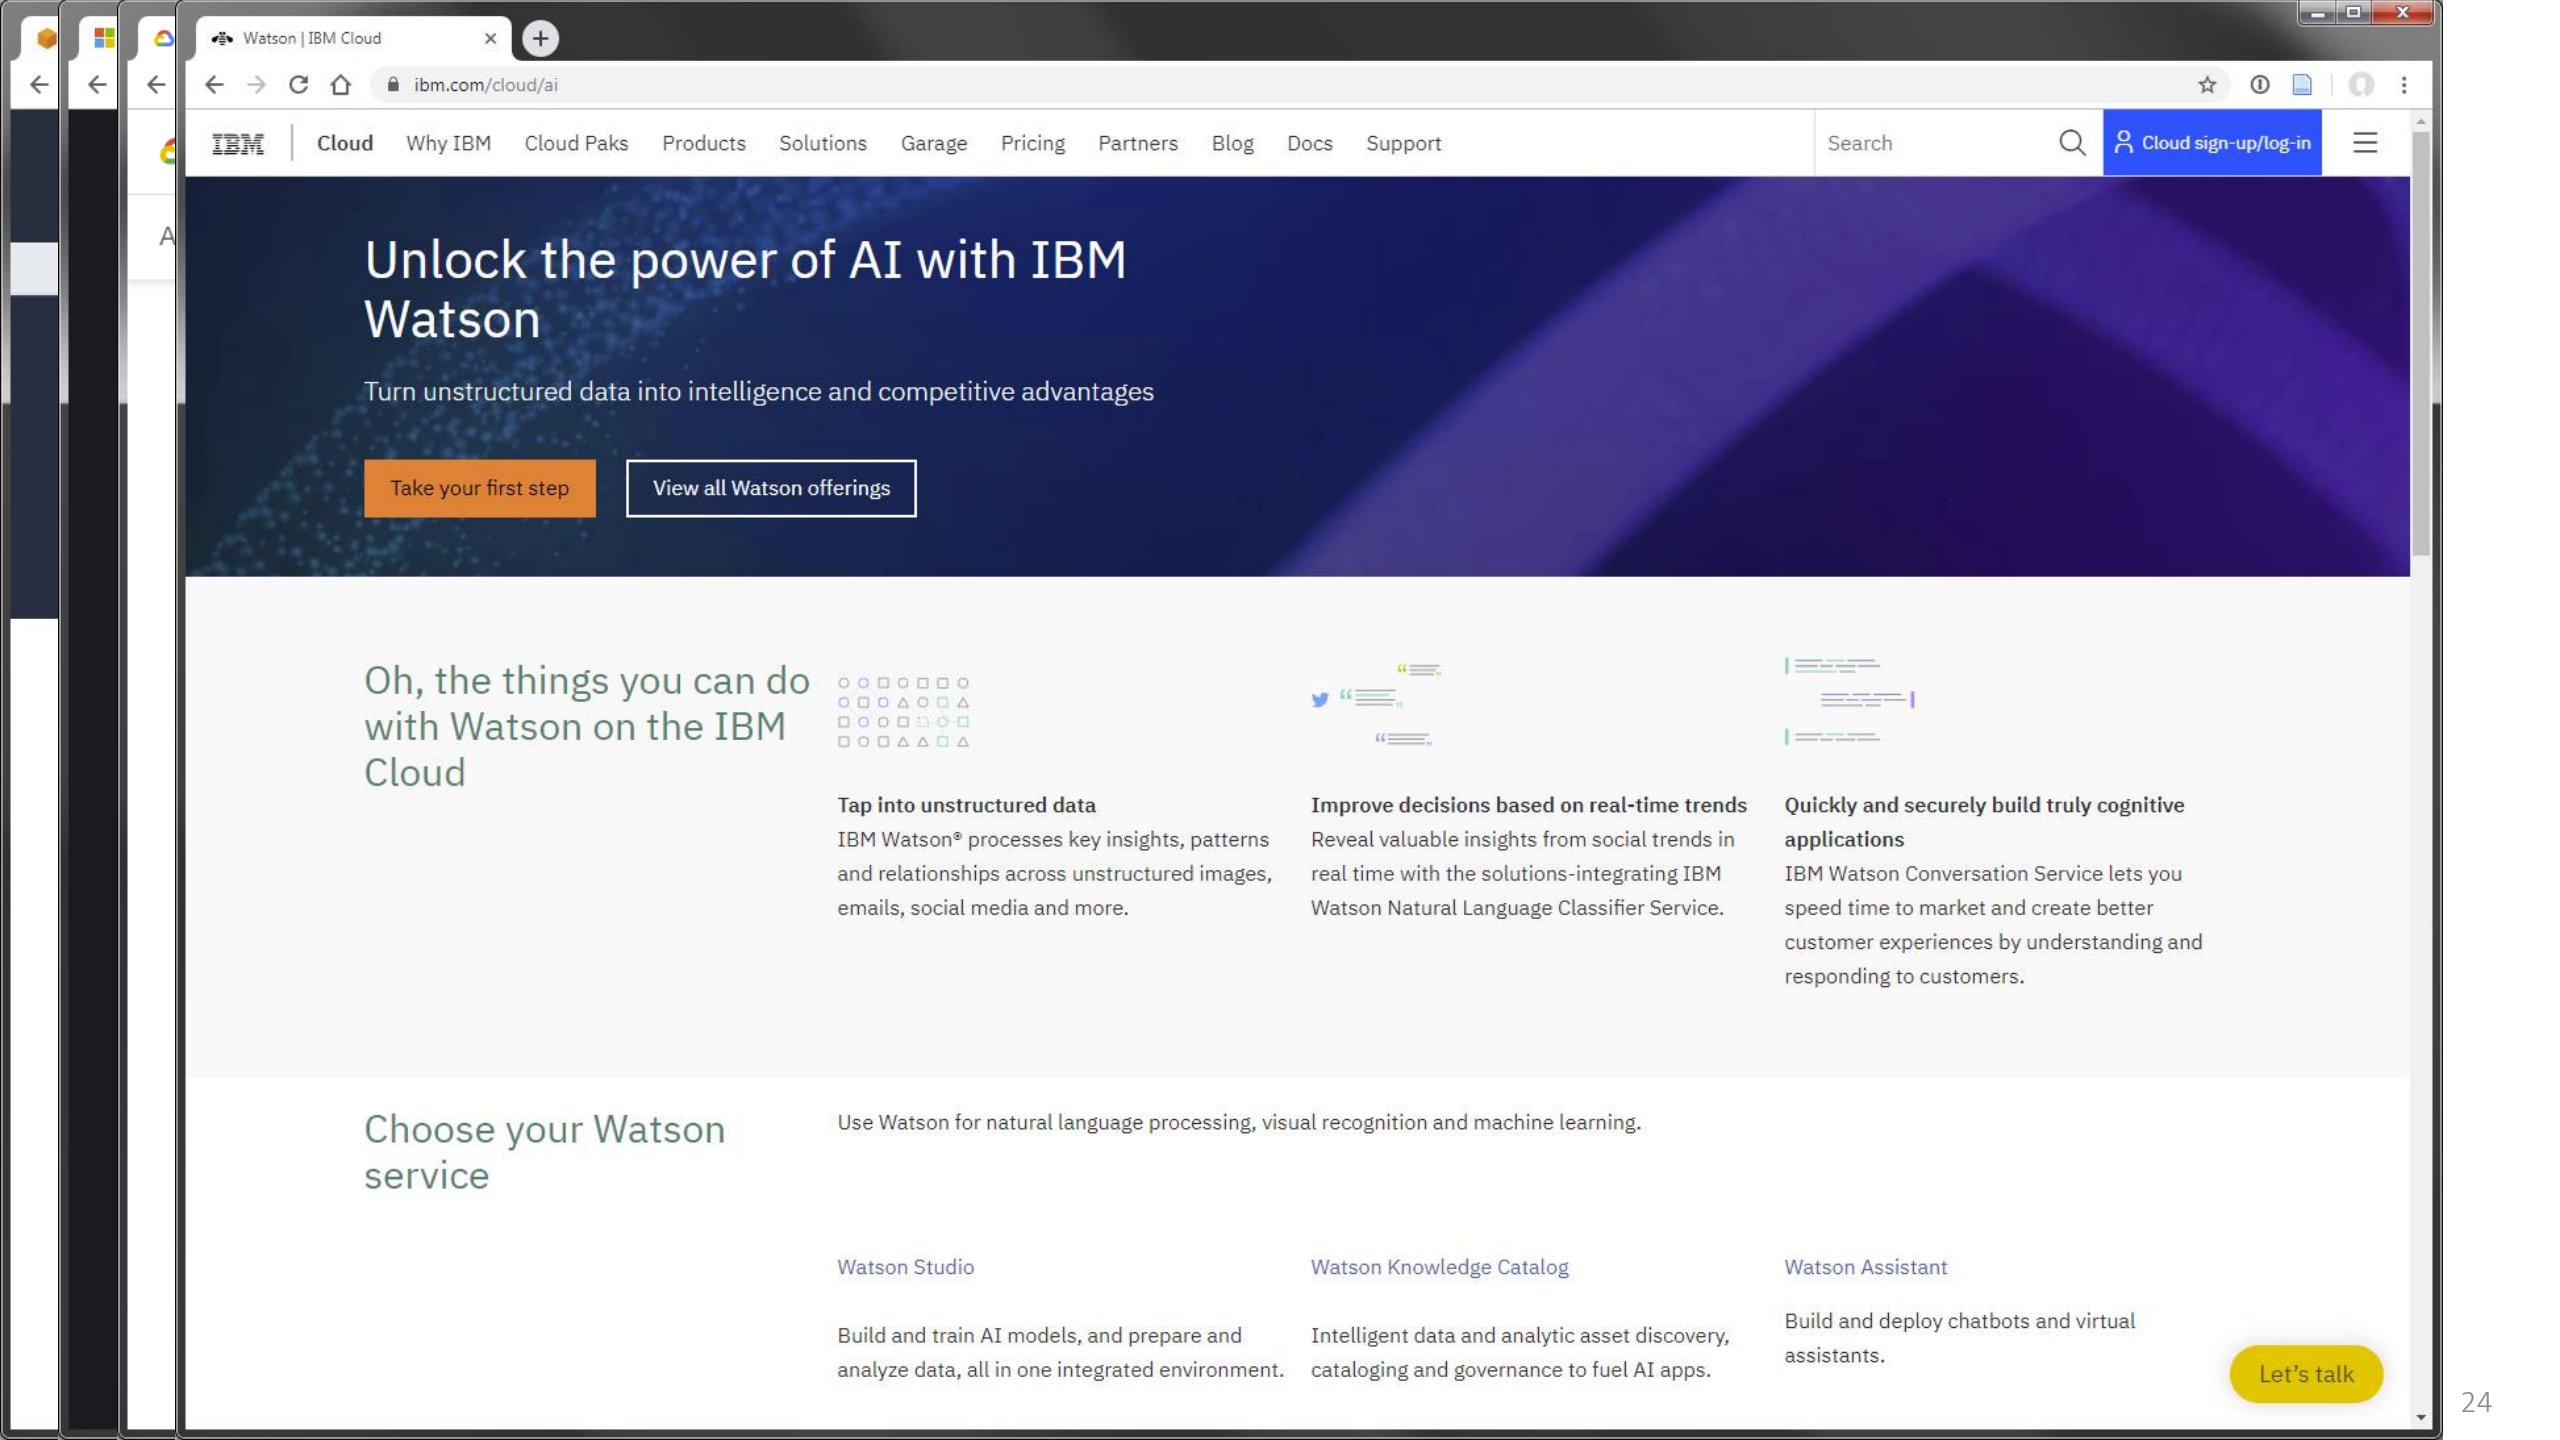 Watson | IBM Cloud
ibm.com/cloud/ai
IBM Cloud Why IBM Cloud Paks Products Solutions Garage Pricing Partners Blog Docs Support Search Cloud sign-up/log-in
A
Unlock the power of AI with IBM
Watson
Turn unstructured data into intelligence and competitive advantages
Take your first step View all Watson offerings
Oh, the things you can do
with Watson on the IBM
Cloud
Tap into unstructured data
IBM Watson® processes key insights, patterns
and relationships across unstructured images,
emails, social media and more.
Improve decisions based on real-time trends
Reveal valuable insights from social trends in
real time with the solutions-integrating IBM
Watson Natural Language Classifier Service.
Quickly and securely build truly cognitive
applications
IBM Watson Conversation Service lets you
speed time to market and create better
customer experiences by understanding and
responding to customers.
Choose your Watson
service
Use Watson for natural language processing, visual recognition and machine learning.
Watson Studio
Build and train AI models, and prepare and
analyze data, all in one integrated environment.
Watson Knowledge Catalog
Intelligent data and analytic asset discovery,
cataloging and governance to fuel AI apps.
Watson Assistant
Build and deploy chatbots and virtual
assistants.
Let's talk
24